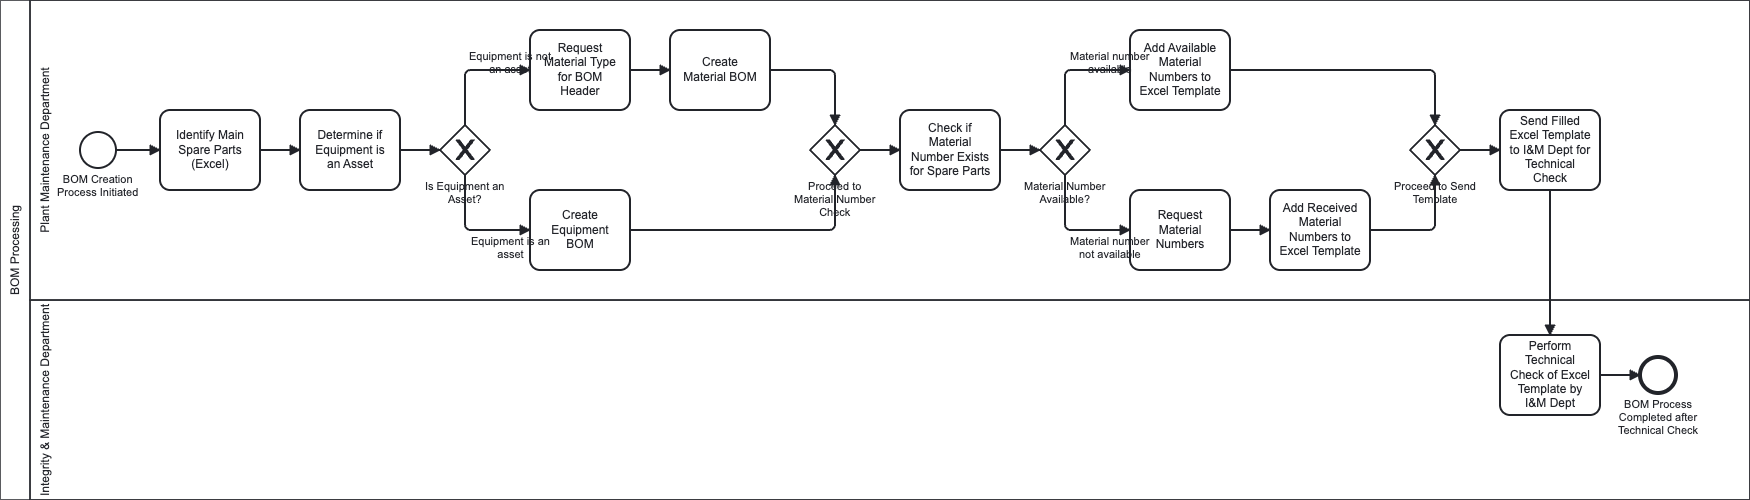 BOM Processing
Plant Maintenance Department
Integrity & Maintenance Department
BOM Creation
Process Initiated
Identify Main
Spare Parts
(Excel)
Determine if
Equipment is
an Asset
Is Equipment an
Asset?
Equipment is not
an asset
Request
Material Type
for BOM
Header
Create
Material BOM
Equipment is an
asset
Create
Equipment
BOM
Proceed to
Material Number
Check
Check if
Material
Number Exists
for Spare Parts
Material Number
Available?
Material number
available
Add Available
Material
Numbers to
Excel Template
Material number
not available
Request
Material
Numbers
Add Received
Material
Numbers to
Excel Template
Proceed to Send
Template
Send Filled
Excel Template
to I&M Dept for
Technical
Check
Perform
Technical
Check of Excel
Template by
I&M Dept
BOM Process
Completed after
Technical Check